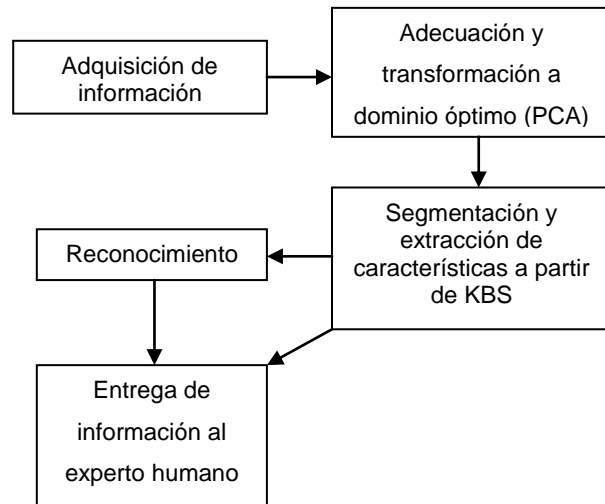 Adquisición de
información
Adecuación y
transformación a
dominio óptimo (PCA)
Segmentación y
extracción de
características a partir
de KBS
Reconocimiento
Entrega de
información al
experto humano